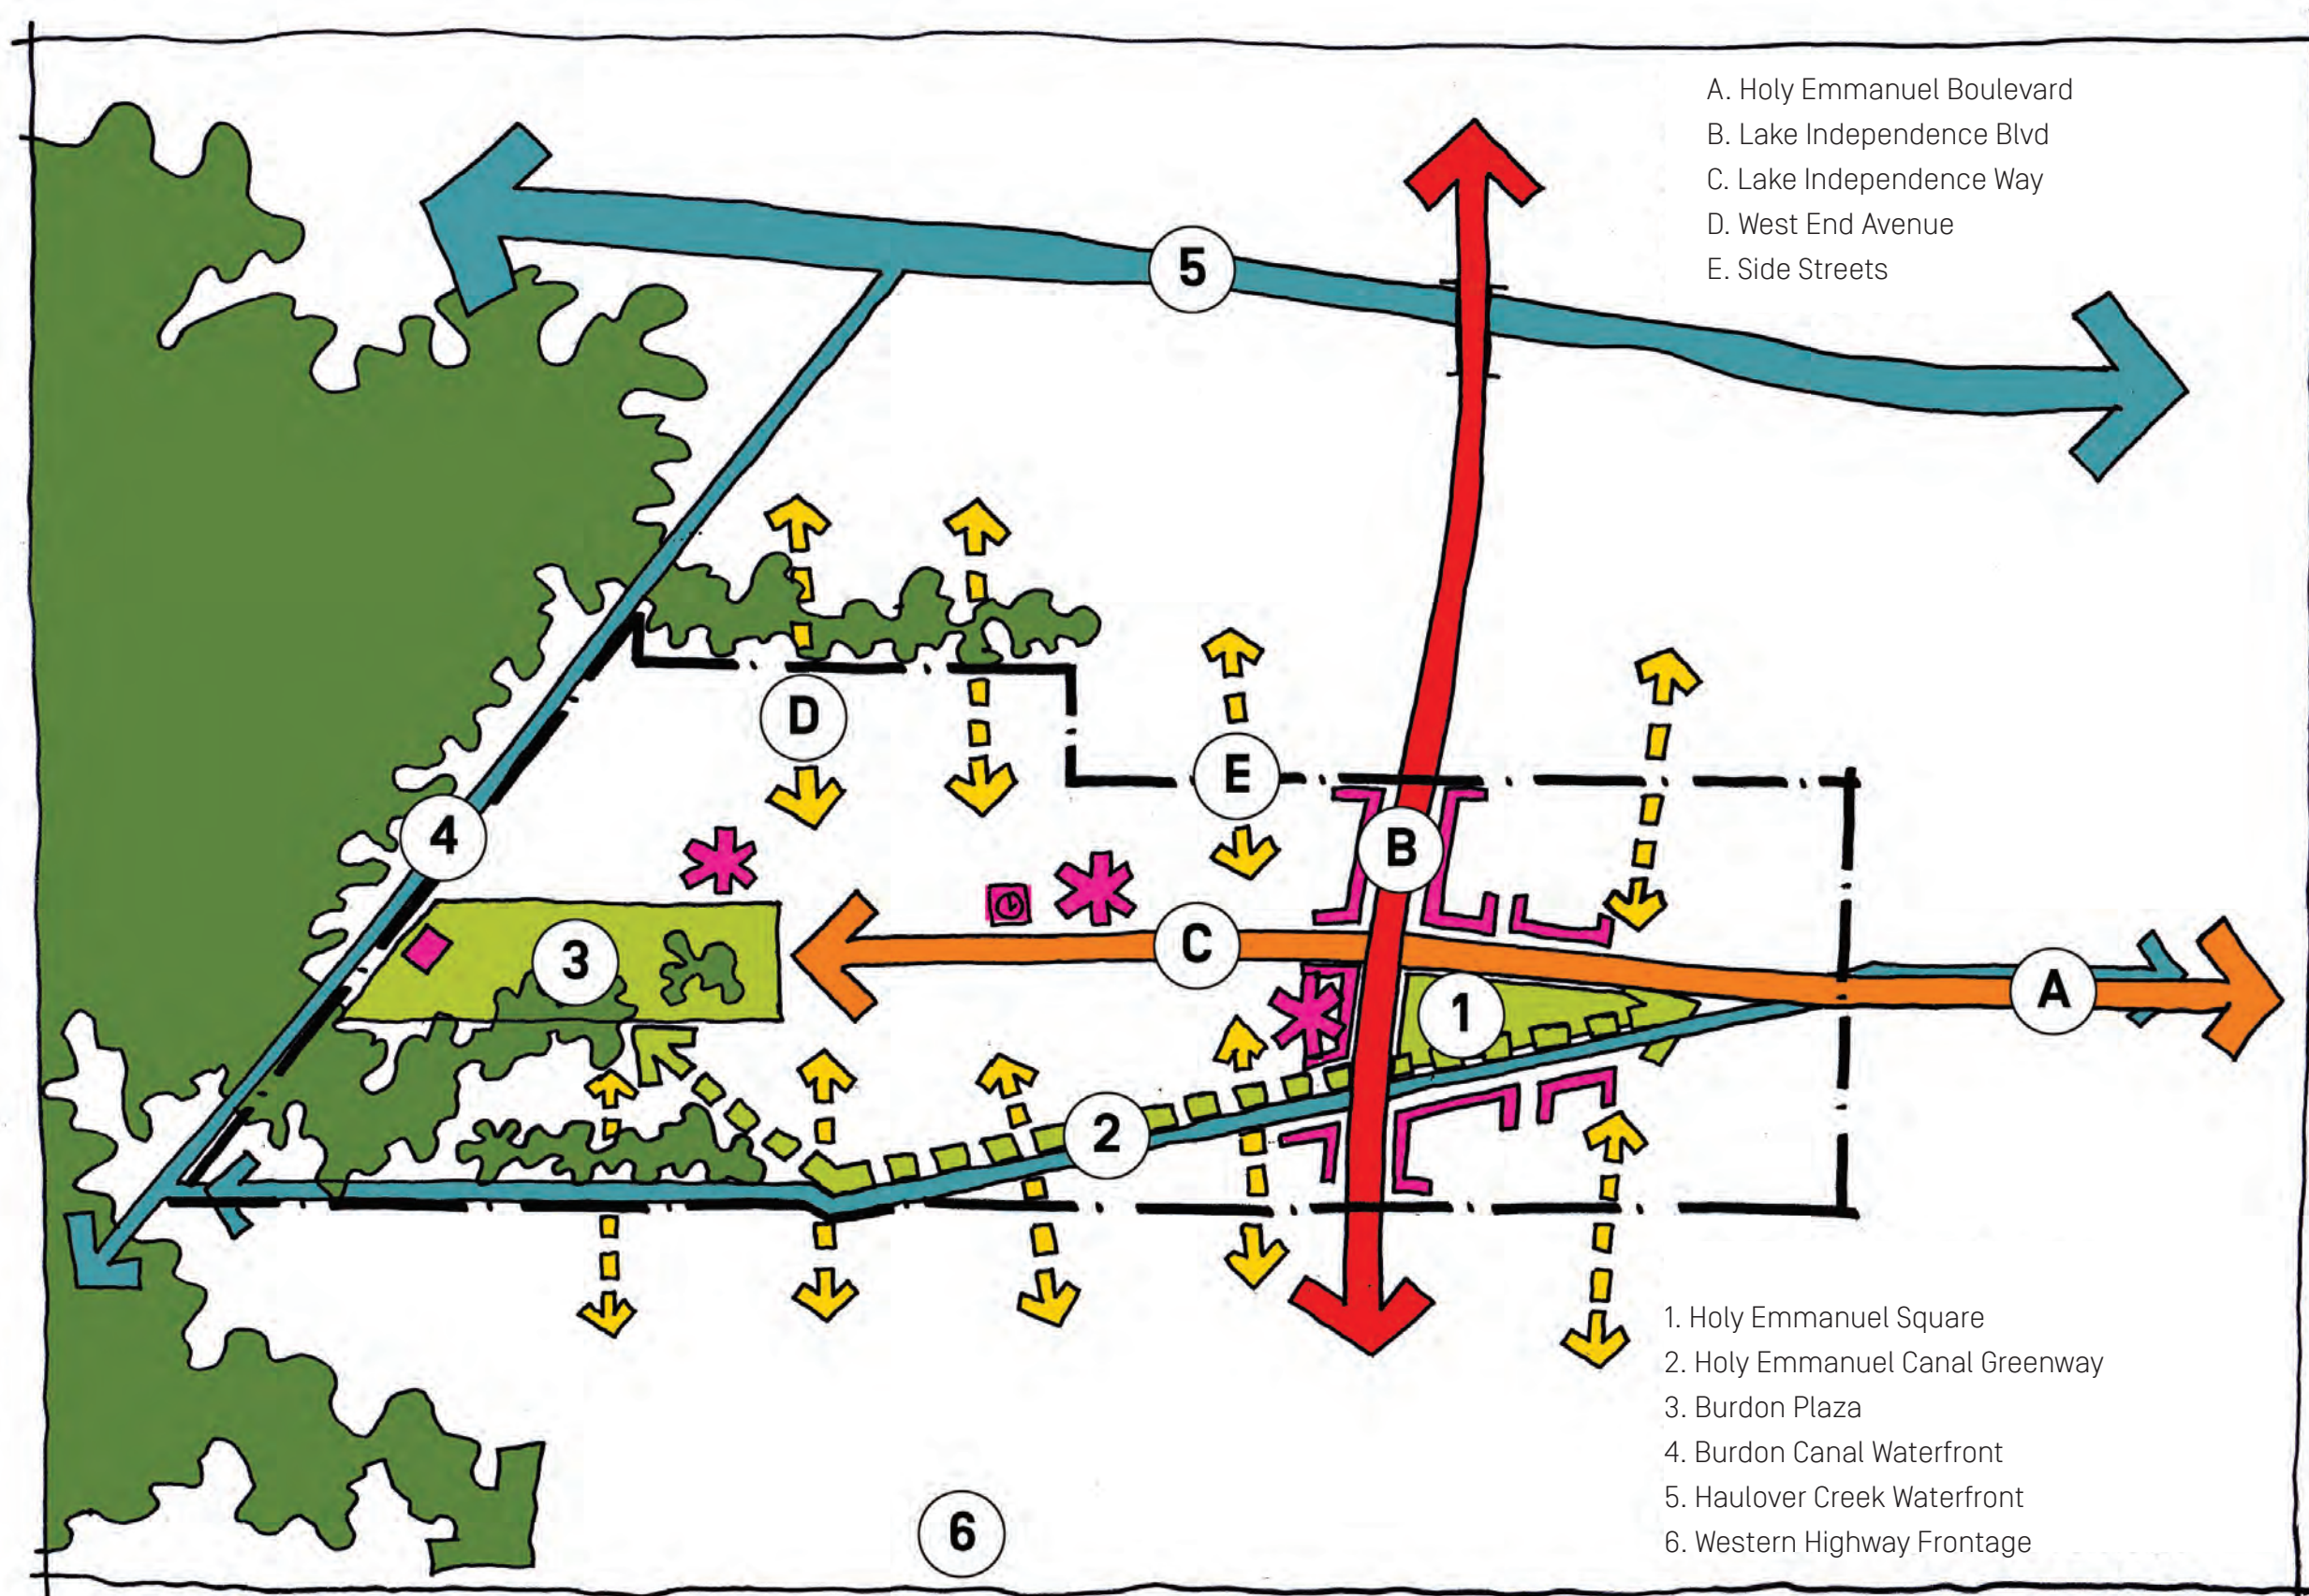 A. Holy Emmanuel Boulevard
B. Lake Independence Blvd
C. Lake Independence Way
D. West End Avenue
E. Side Streets
5
D
E
4
B
3
C
1
A
2
1. Holy Emmanuel Square
2. Holy Emmanuel Canal Greenway
3. Burdon Plaza
4. Burdon Canal Waterfront
5. Haulover Creek Waterfront
6. Western Highway Frontage
6